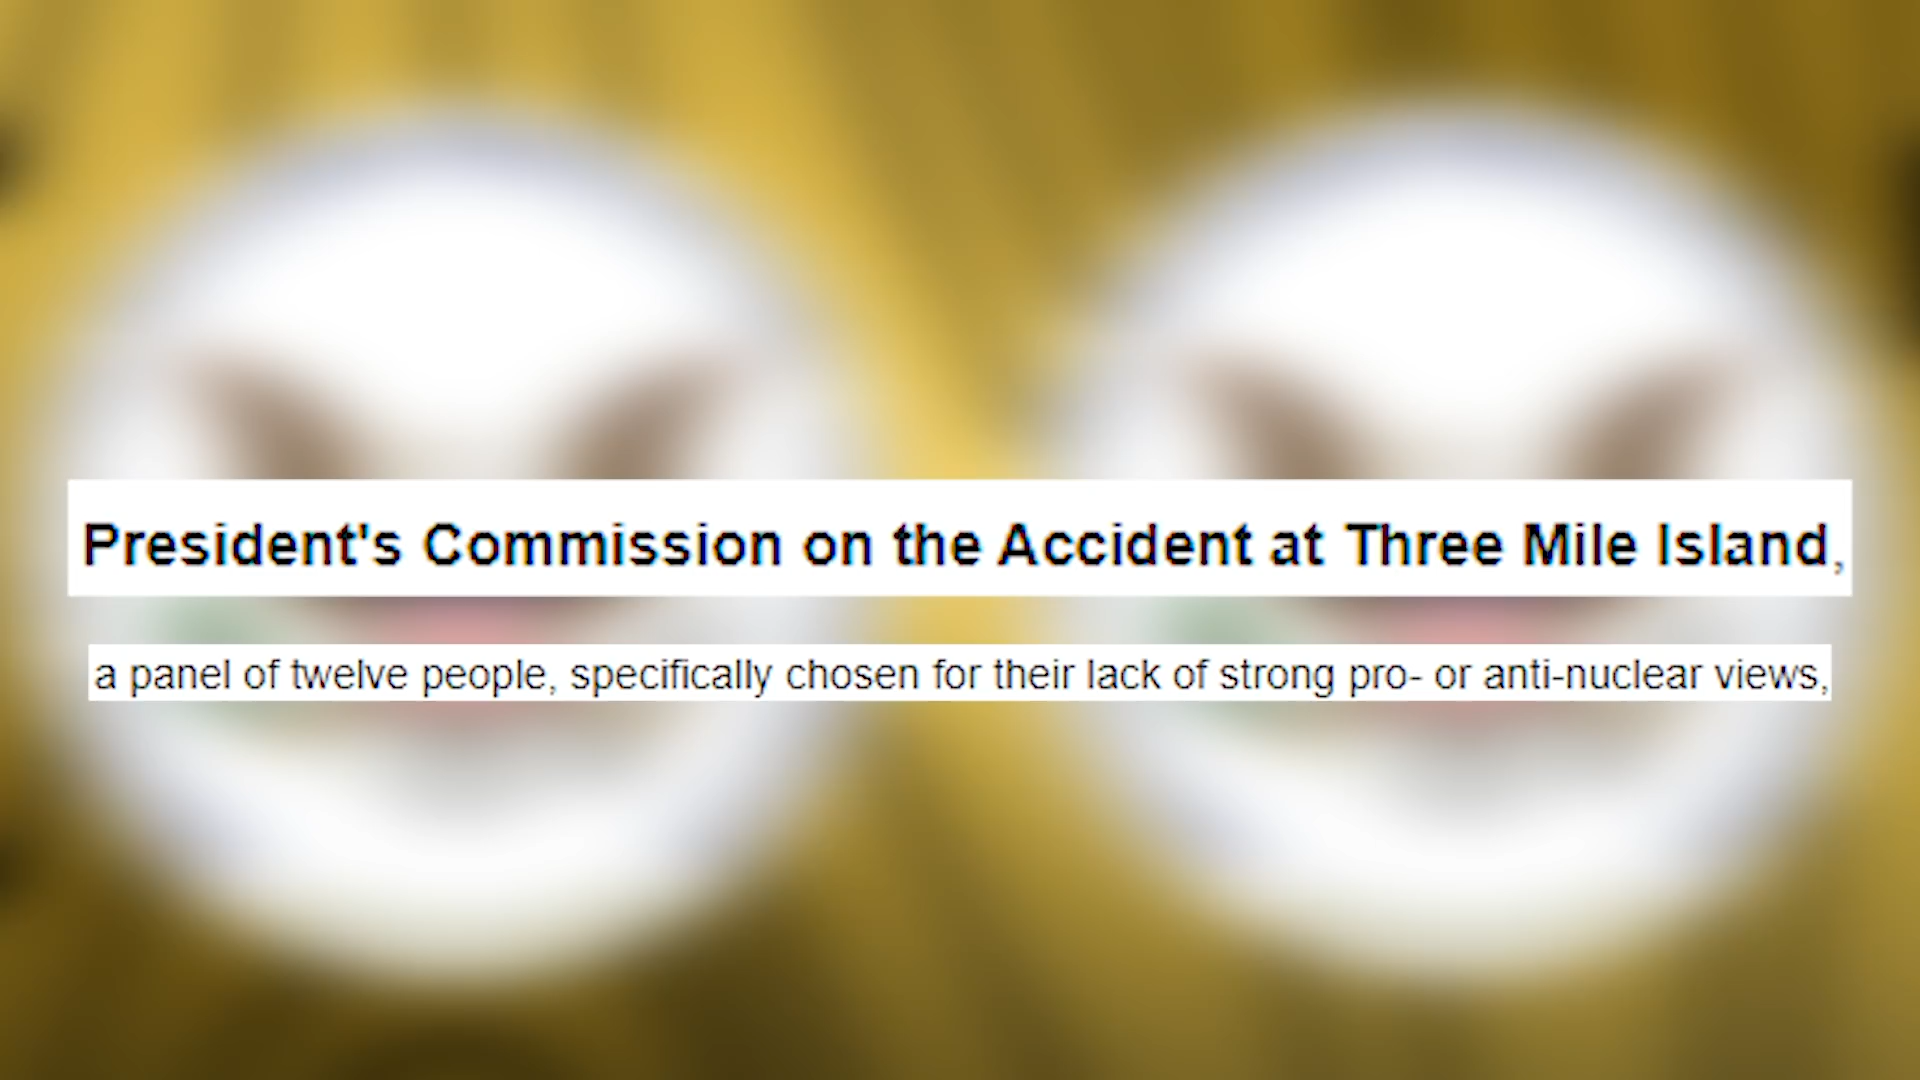 President's Commission on the Accident at Three Mile Island,
a panel of twelve people, specifically chosen for their lack of strong pro- or anti-nuclear views,